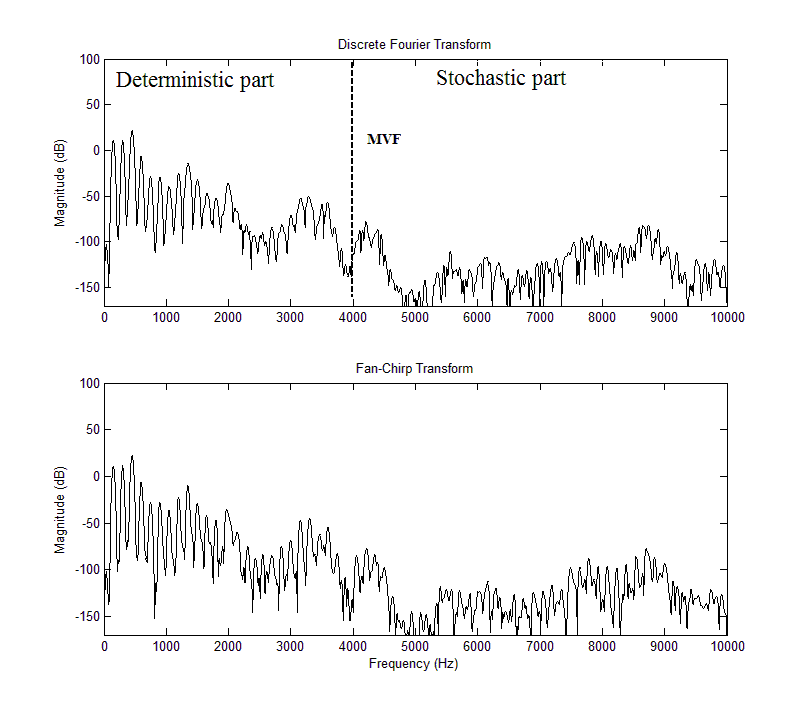 Discrete Fourier Transform
100
Deterministic part
Stochastic part
50
MVF
0
Magnitude (dB)
-50
-100
-150
0 1000 2000 3000 4000 5000 6000 7000 8000 9000 10000
Fan-Chirp Transform
100
50
0
Magnitude (dB)
-50
-100
-150
0 1000 2000 3000 4000 5000 6000 7000 8000 9000 10000
Frequency (Hz)